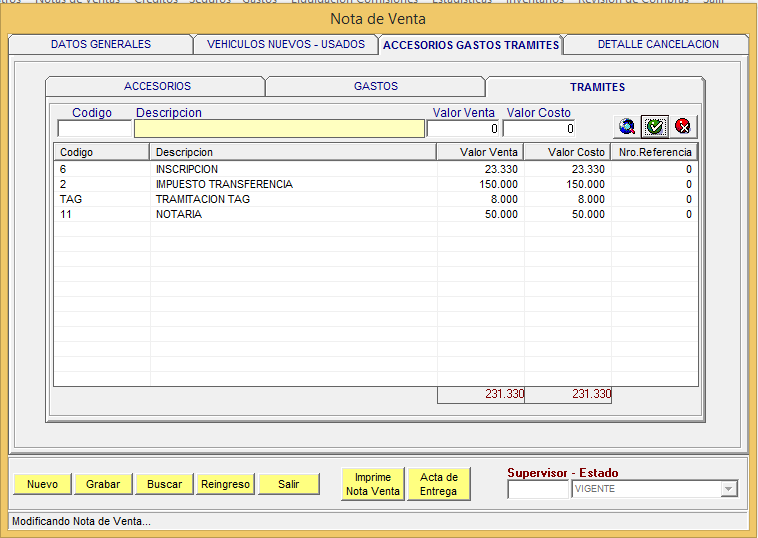 Nota de Venta
DATOS GENERALES VEHICULOS NUEVOS - USADOS ACCESORIOS GASTOS TRAMITES DETALLE CANCELACION
ACCESORIOS GASTOS TRAMITES
Codigo Descripcion Valor Venta Valor Costo
0 0
Codigo Descripcion Valor Venta Valor Costo Nro.Referencia
6 INSCRIPCION 23.330 23.330 0
2 IMPUESTO TRANSFERENCIA 150.000 150.000 0
TAG TRAMITACION TAG 8.000 8.000 0
11 NOTARIA 50.000 50.000 0
231.330 231.330
Nuevo Grabar Buscar Reingreso Salir Imprime Nota Venta Acta de Entrega
Supervisor - Estado
VIGENTE
Modificando Nota de Venta...